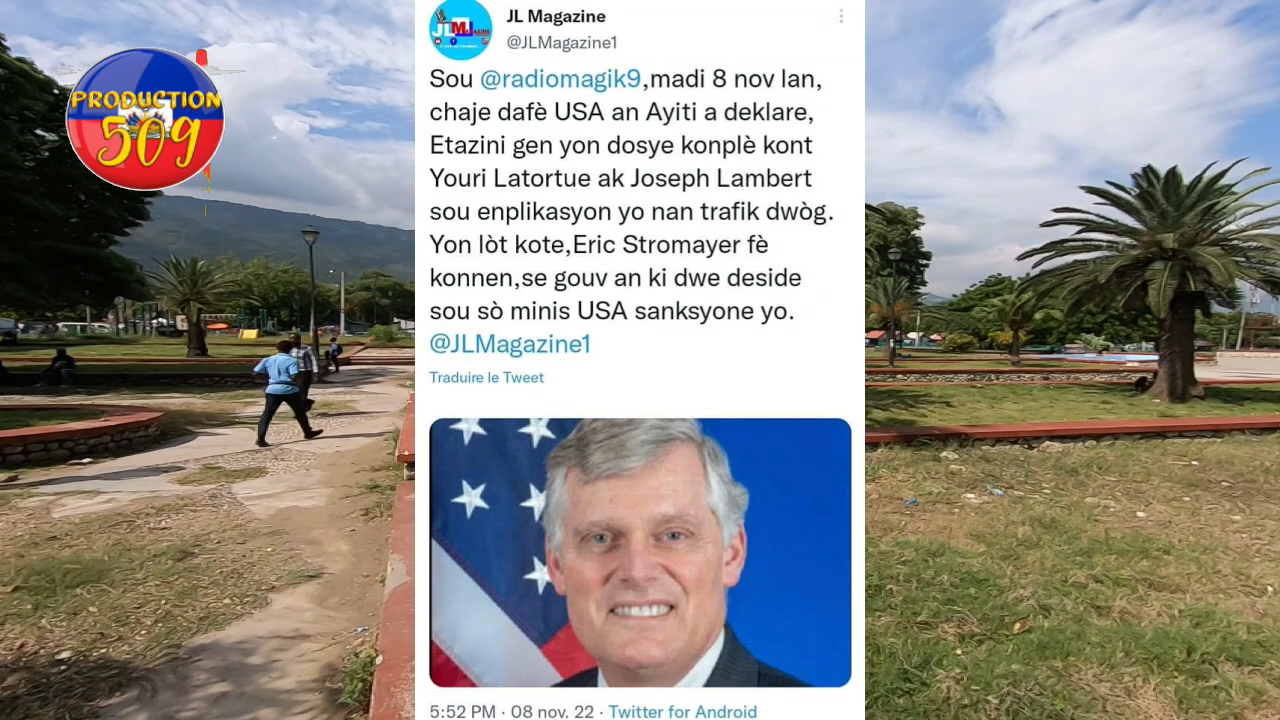 PRODUCTION
509
JL Magazine
@JLMagazine1
Sou @radiomagik9,madi 8 nov lan,
chaje dafè USA an Ayiti a deklare,
Etazini gen yon dosye konplè kont
Youri Latortue ak Joseph Lambert
sou enplikasyon yo nan trafik dwòg.
Yon lòt kote,Eric Stromayer fè
konnen,se gouv an ki dwe deside
sou sò minis USA sanksyone yo.
@JLMagazine1
Traduire le Tweet
5:52 PM · 08 nov. 22 · Twitter for Android